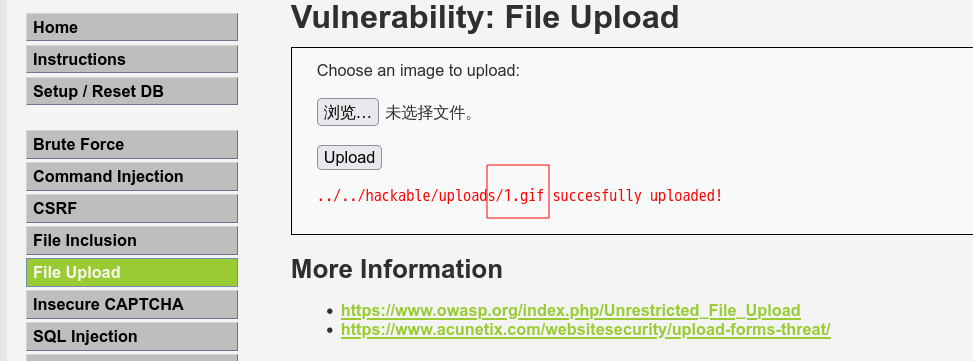 Vulnerability: File Upload
Home
Instructions
Setup / Reset DB
Brute Force
Command Injection
CSRF
File Inclusion
File Upload
Insecure CAPTCHA
SQL Injection
Choose an image to upload:
浏览... 未选择文件。
Upload
../../hackable/uploads/1.gif succesfully uploaded!
More Information
https://www.owasp.org/index.php/Unrestricted_File_Upload
https://www.acunetix.com/websitesecurity/upload-forms-threat/